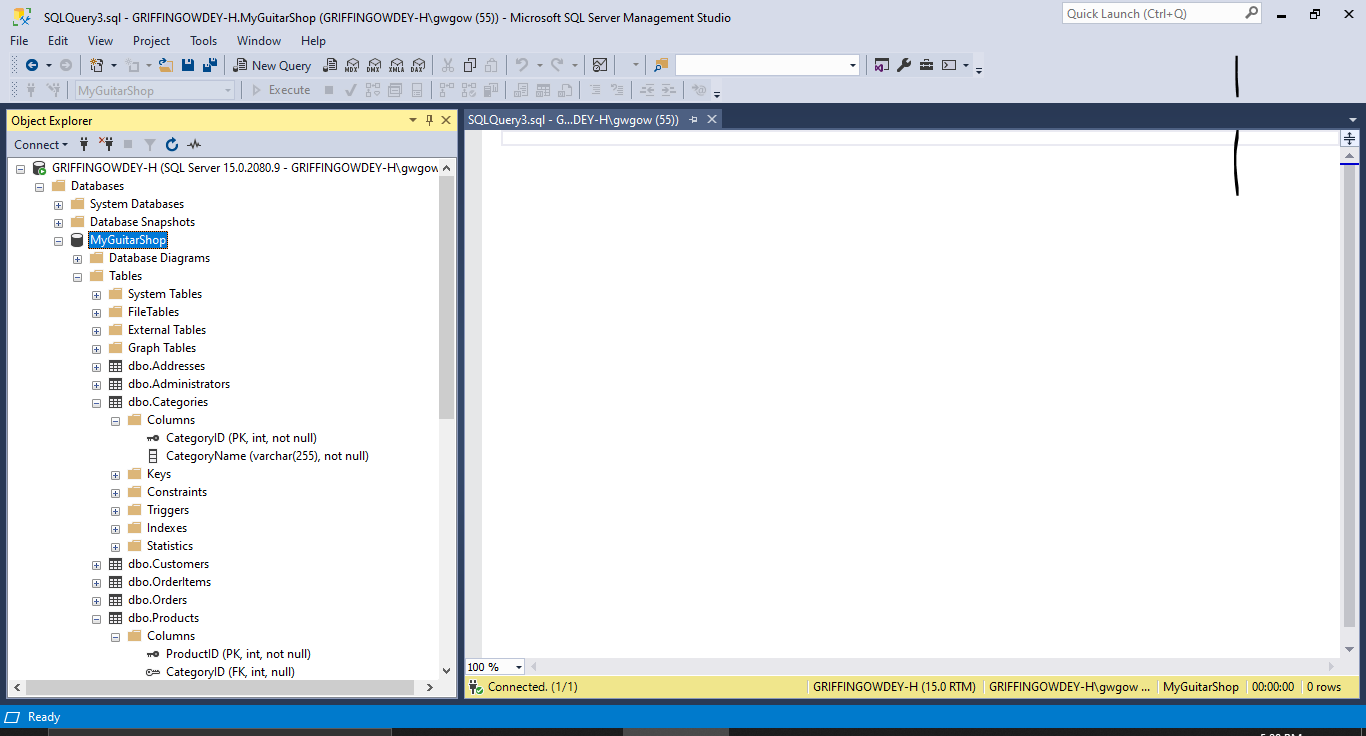 SQLQuery3.sql - GRIFFINGOWDEY-H.MyGuitarShop (GRIFFINGOWDEY-H\gwgow (55)) - Microsoft SQL Server Management Studio
Quick Launch (Ctrl+Q)
File Edit View Project Tools Window Help
New Query MDX DMX XMLA DAX
MyGuitarShop Execute
Object Explorer
SQLQuery3.sql - G...DEY-H\gwgow (55))
Connect
GRIFFINGOWDEY-H (SQL Server 15.0.2080.9 - GRIFFINGOWDEY-H\gwgow
Databases
System Databases
Database Snapshots
MyGuitarShop
Database Diagrams
Tables
System Tables
FileTables
External Tables
Graph Tables
dbo.Addresses
dbo.Administrators
dbo.Categories
Columns
CategoryID (PK, int, not null)
CategoryName (varchar(255), not null)
Keys
Constraints
Triggers
Indexes
Statistics
dbo.Customers
dbo.OrderItems
dbo.Orders
dbo.Products
Columns
ProductID (PK, int, not null)
CategoryID (FK, int, null)
100 %
Connected. (1/1) GRIFFINGOWDEY-H (15.0 RTM) GRIFFINGOWDEY-H\gwgow ... MyGuitarShop 00:00:00 0 rows
Ready